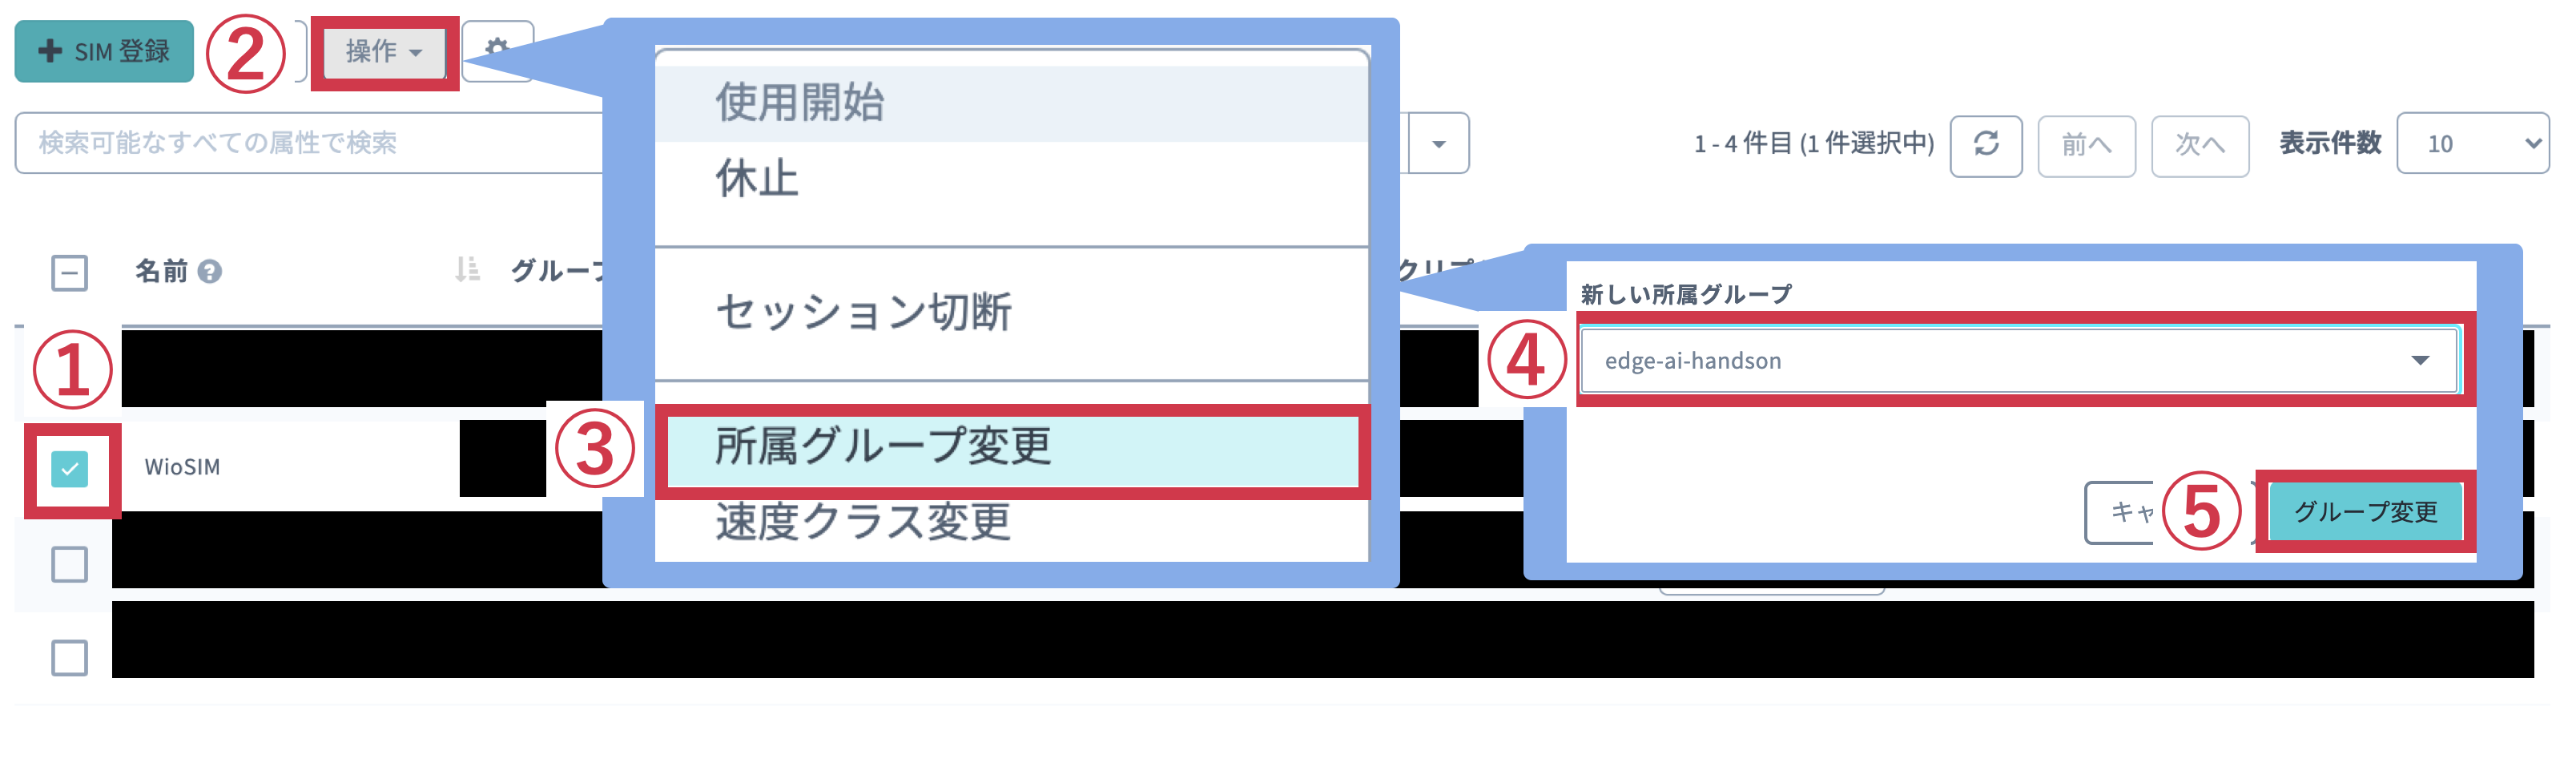 SIM 登録
②
操作
検索可能なすべての属性で検索
1 - 4 件目 (1 件選択中)
前へ
次へ
表示件数
10
名前
グループ
使用開始
休止
セッション切断
③
所属グループ変更
速度クラス変更
①
WioSIM
新しい所属グループ
④
edge-ai-handson
キャ
⑤
グループ変更